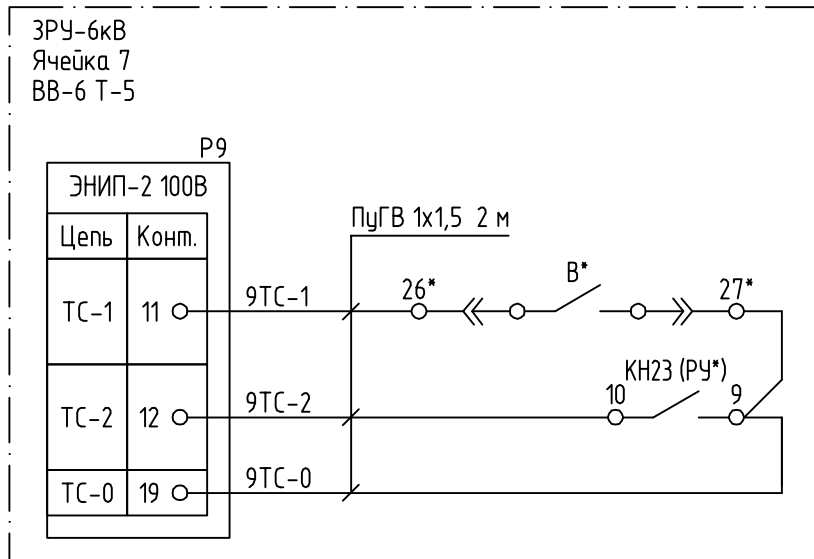 ЗРУ-6кВ
Ячейка 7
ВВ-6 Т-5
Р9
ЭНИП-2 100В
Цепь Конт.
ПуГВ 1х1,5 2 м
ТС-1 11 9ТС-1 26* В* 27*
КН23 (РУ*)
ТС-2 12 9ТС-2 10 9
ТС-0 19 9ТС-0